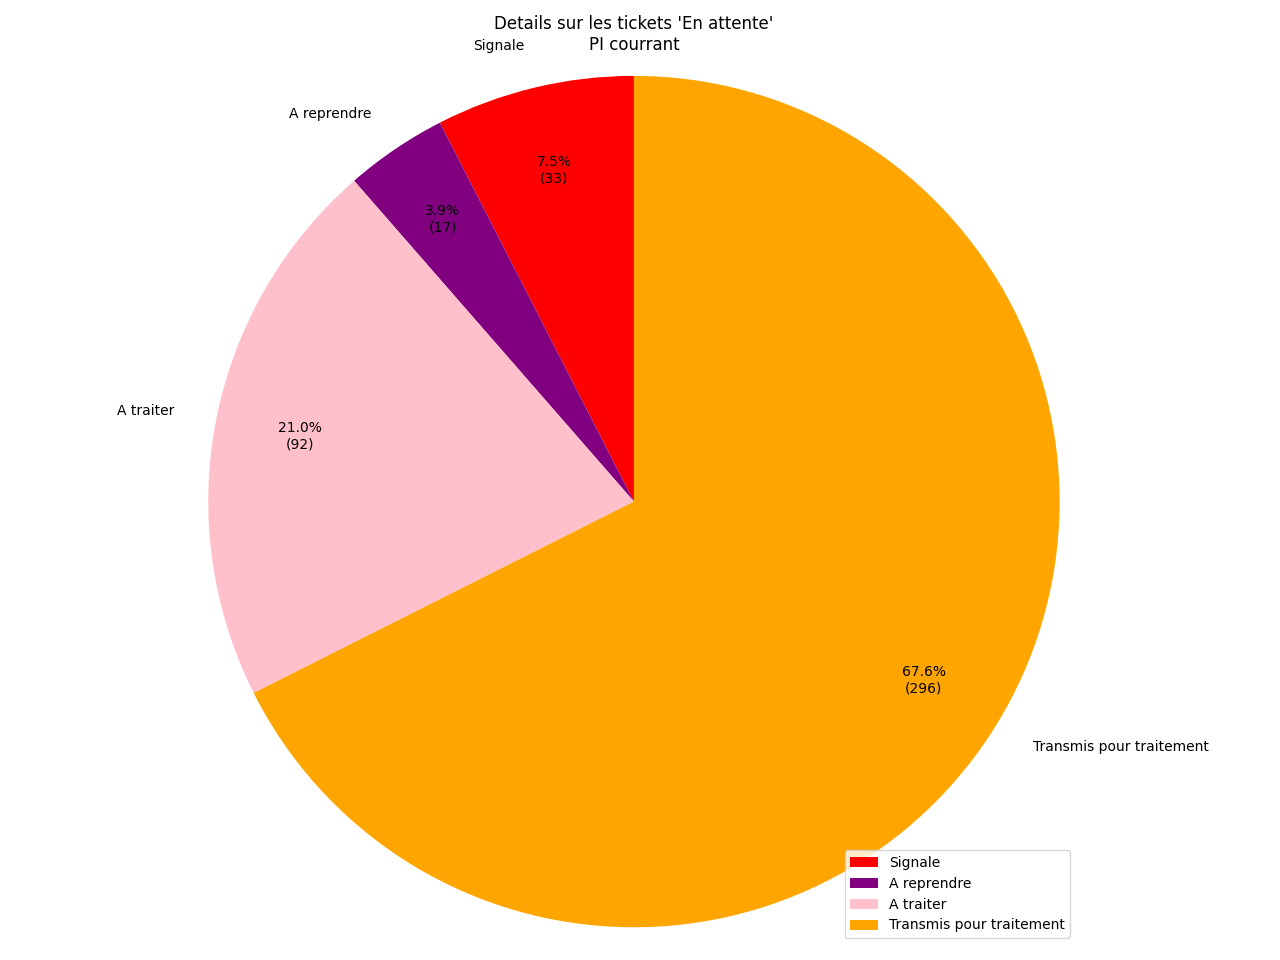 Details sur les tickets 'En attente'
PI courrant
Signale
A reprendre
7.5%
(33)
3.9%
(17)
A traiter
21.0%
(92)
67.6%
(296)
Transmis pour traitement
Signale
A reprendre
A traiter
Transmis pour traitement